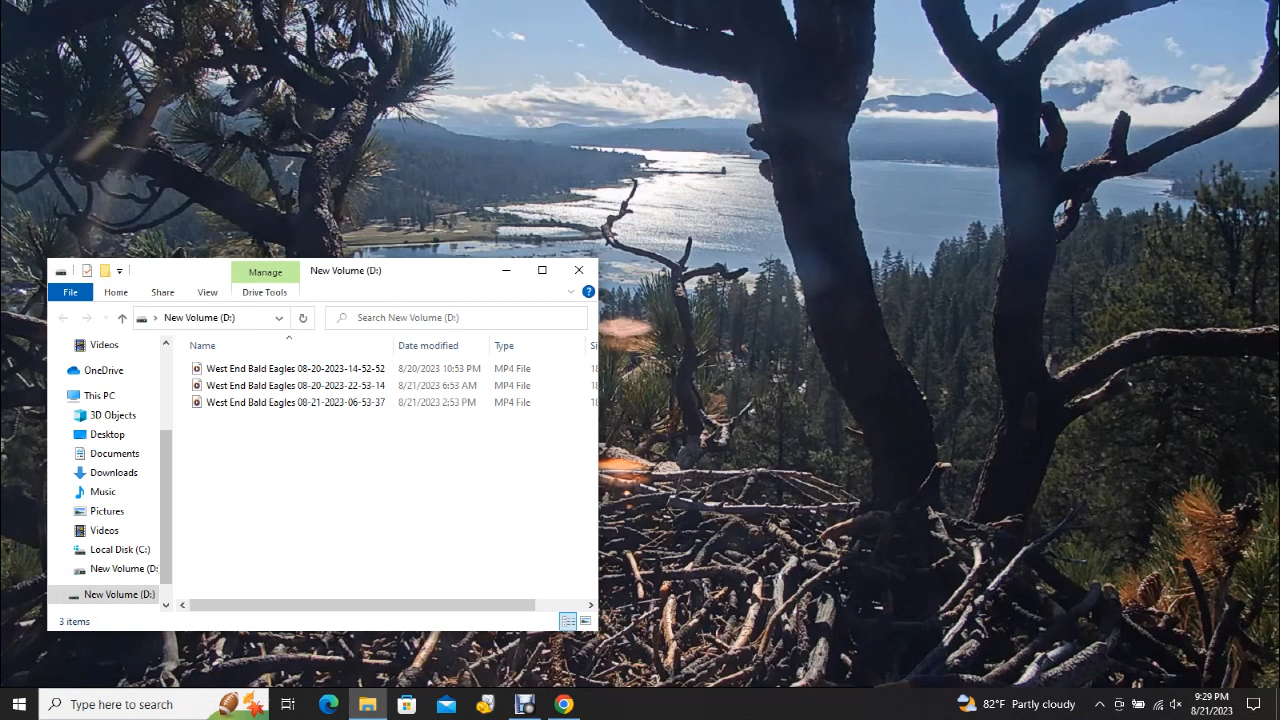 Manage
New Volume (D:)
File
Home
Share
View
Drive Tools
New Volume (D:)
Search New Volume (D:)
Name
Date modified
Type
Si
West End Bald Eagles 08-20-2023-14-52-52
8/20/2023 10:53 PM
MP4 File
18
West End Bald Eagles 08-20-2023-22-53-14
8/21/2023 6:53 AM
MP4 File
18
West End Bald Eagles 08-21-2023-06-53-37
8/21/2023 2:53 PM
MP4 File
18
Videos
OneDrive
This PC
3D Objects
Desktop
Documents
Downloads
Music
Pictures
Videos
Local Disk (C:)
New Volume (D:
New Volume (D:)
3 items
Type here to search
82°F Partly cloudy
9:29 PM
8/21/2023